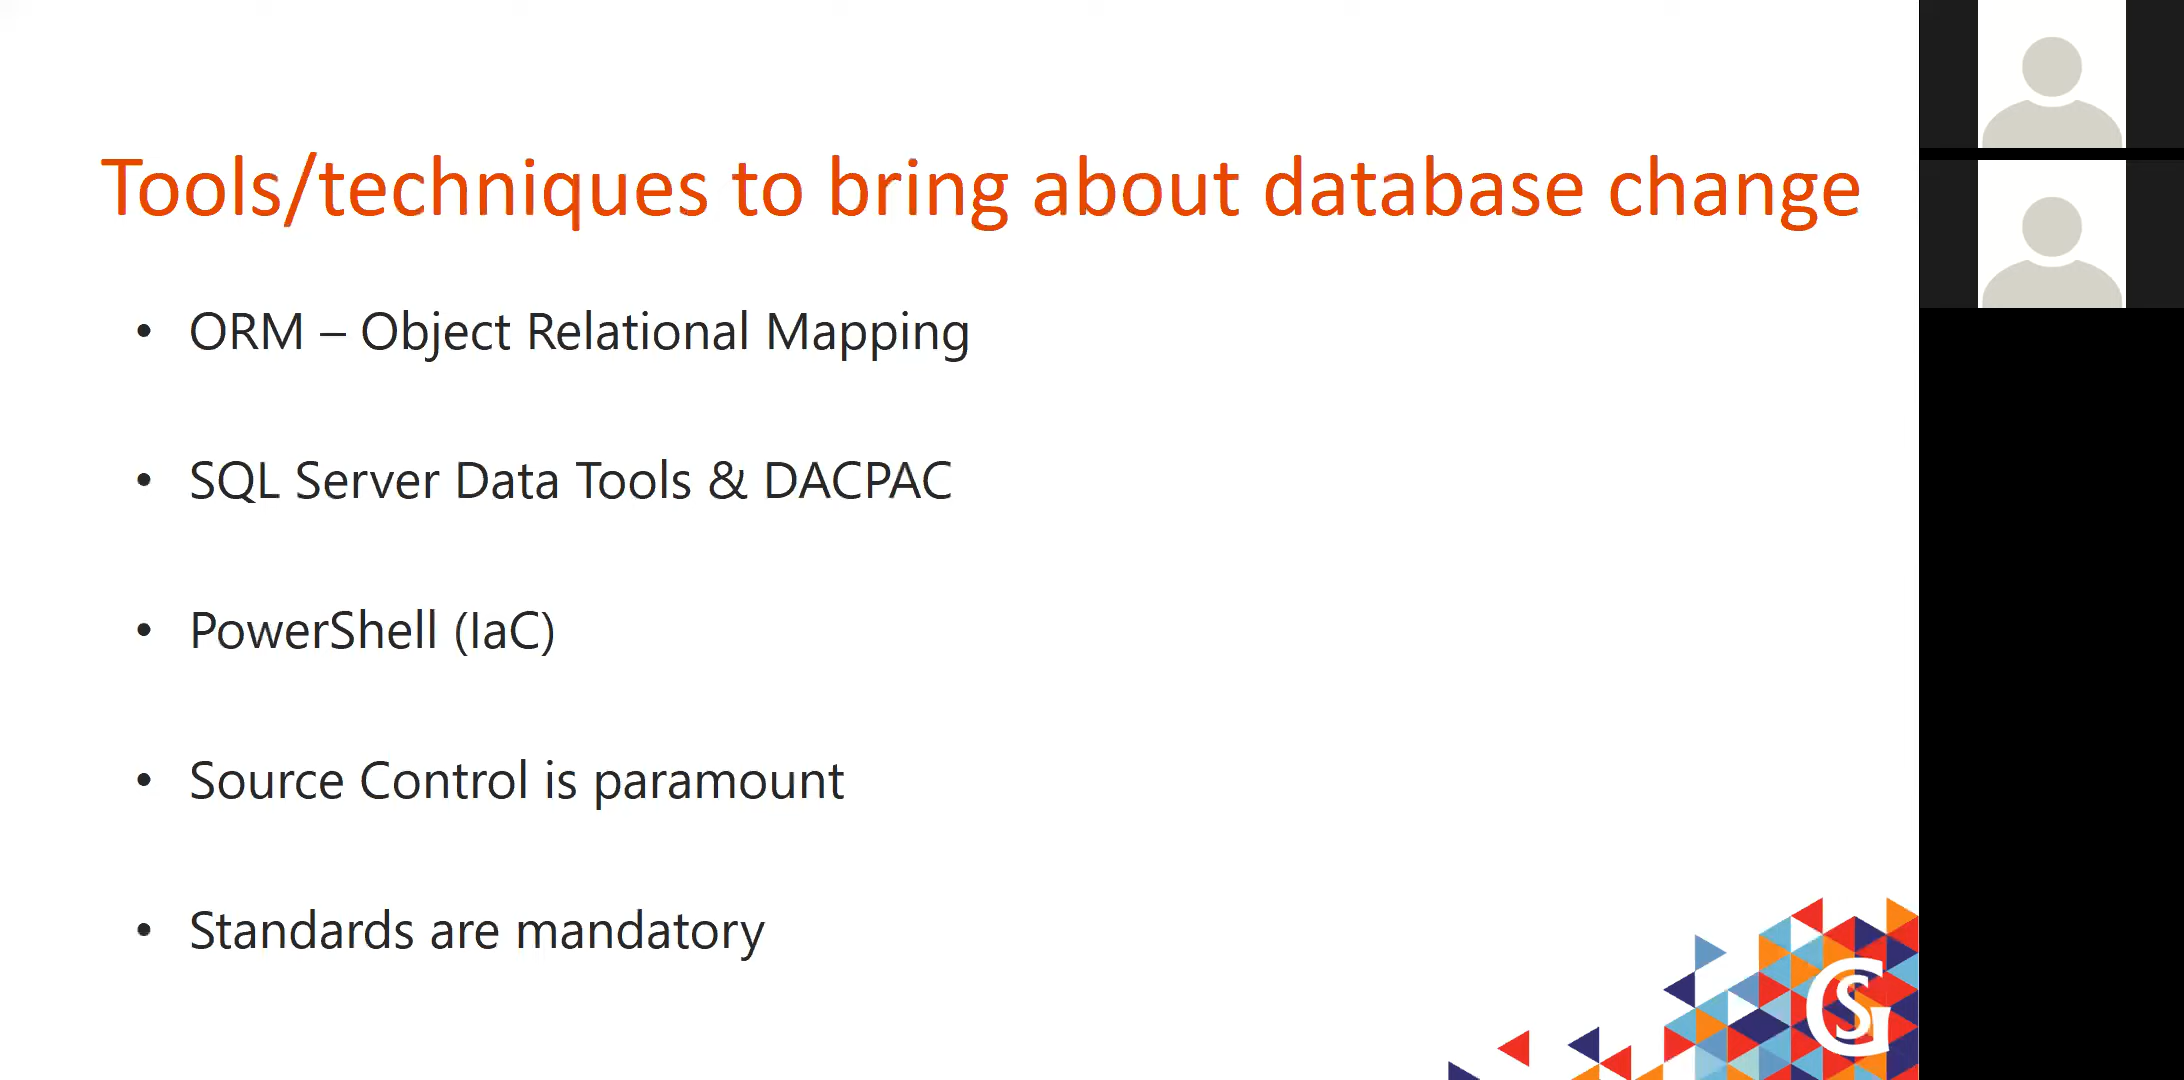 Tools/techniques to bring about database change
• ORM – Object Relational Mapping
• SQL Server Data Tools & DACPAC
• PowerShell (IaC)
• Source Control is paramount
• Standards are mandatory
GS